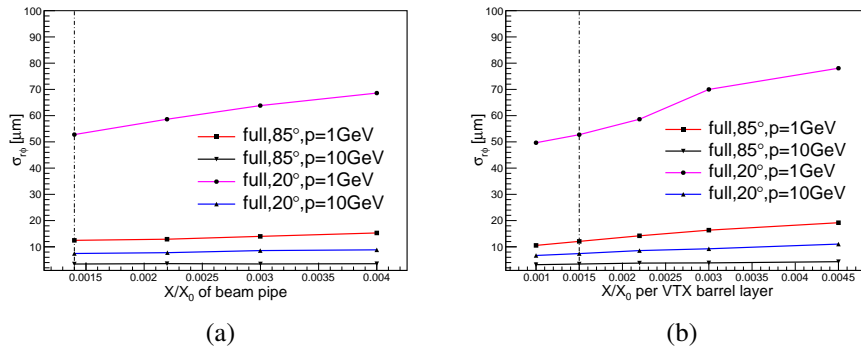 σrϕ [μm]
100
90
80
70
60
50
40
30
20
10
full,85°,p=1GeV
full,85°,p=10GeV
full,20°,p=1GeV
full,20°,p=10GeV
0.0015 0.002 0.0025 0.003 0.0035 0.004
X/X0 of beam pipe
(a)
σrϕ [μm]
100
90
80
70
60
50
40
30
20
10
full,85°,p=1GeV
full,85°,p=10GeV
full,20°,p=1GeV
full,20°,p=10GeV
0.001 0.0015 0.002 0.0025 0.003 0.0035 0.004 0.0045
X/X0 per VTX barrel layer
(b)